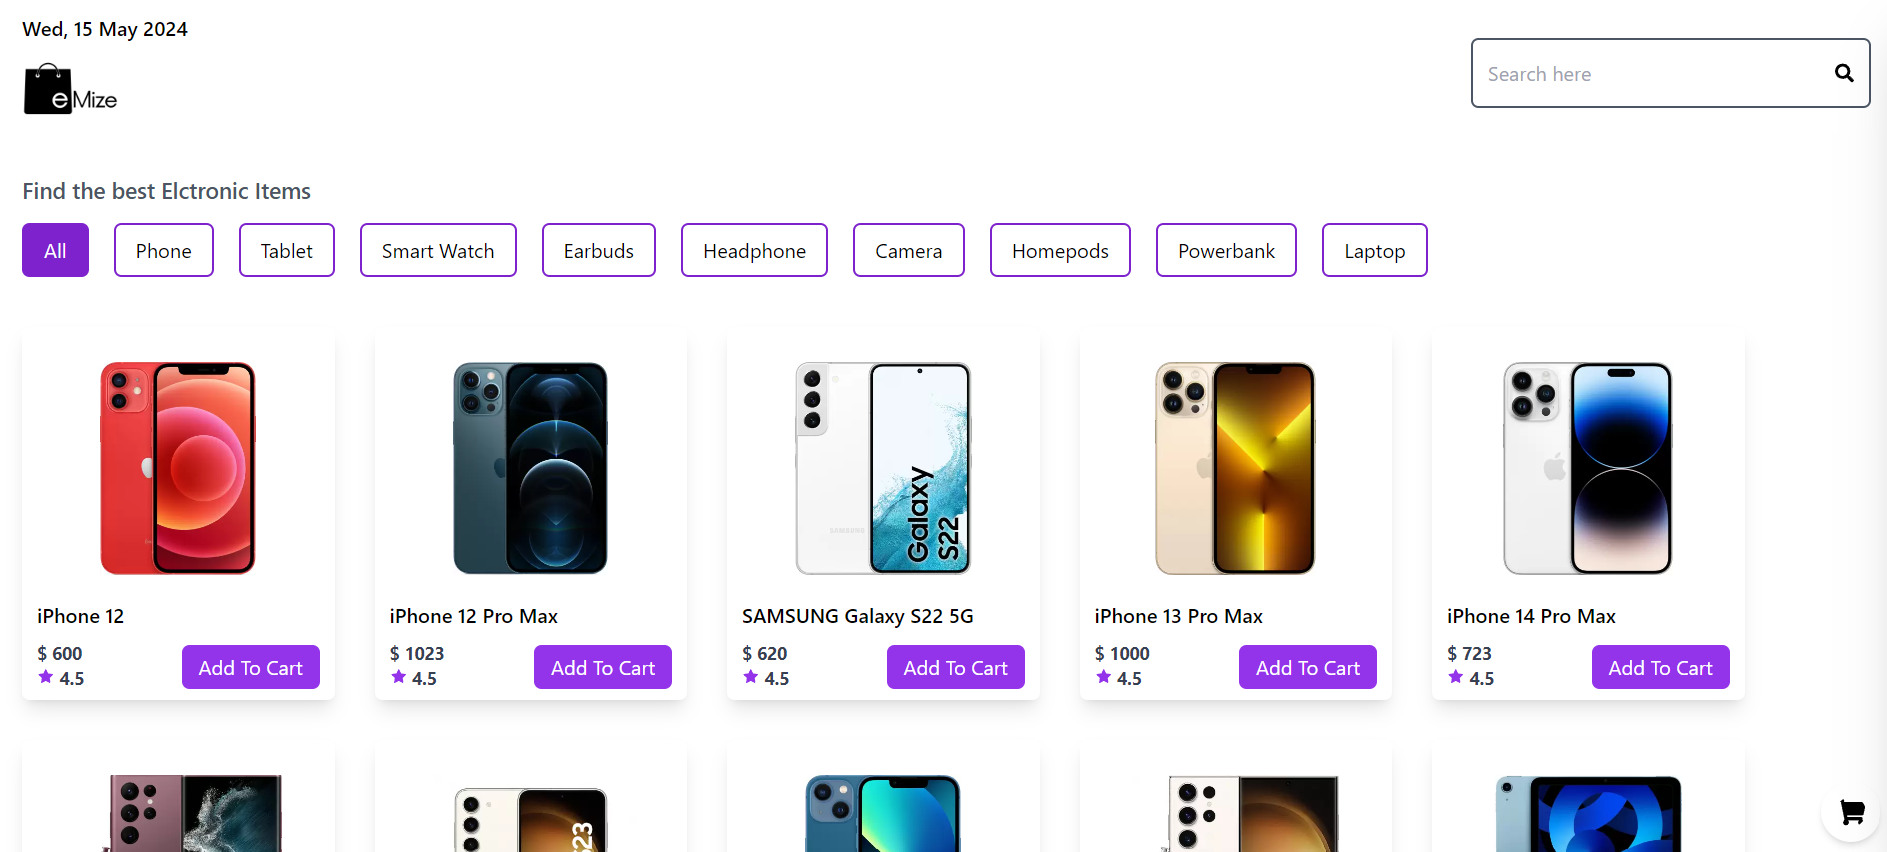 Wed, 15 May 2024
eMize
Search here
Find the best Elctronic Items
All Phone Tablet Smart Watch Earbuds Headphone Camera Homepods Powerbank Laptop
SAMSUNG
Galaxy
S22
iPhone 12
$ 600
4.5
Add To Cart
iPhone 12 Pro Max
$ 1023
4.5
Add To Cart
SAMSUNG Galaxy S22 5G
$ 620
4.5
Add To Cart
iPhone 13 Pro Max
$ 1000
4.5
Add To Cart
iPhone 14 Pro Max
$ 723
4.5
Add To Cart
S23